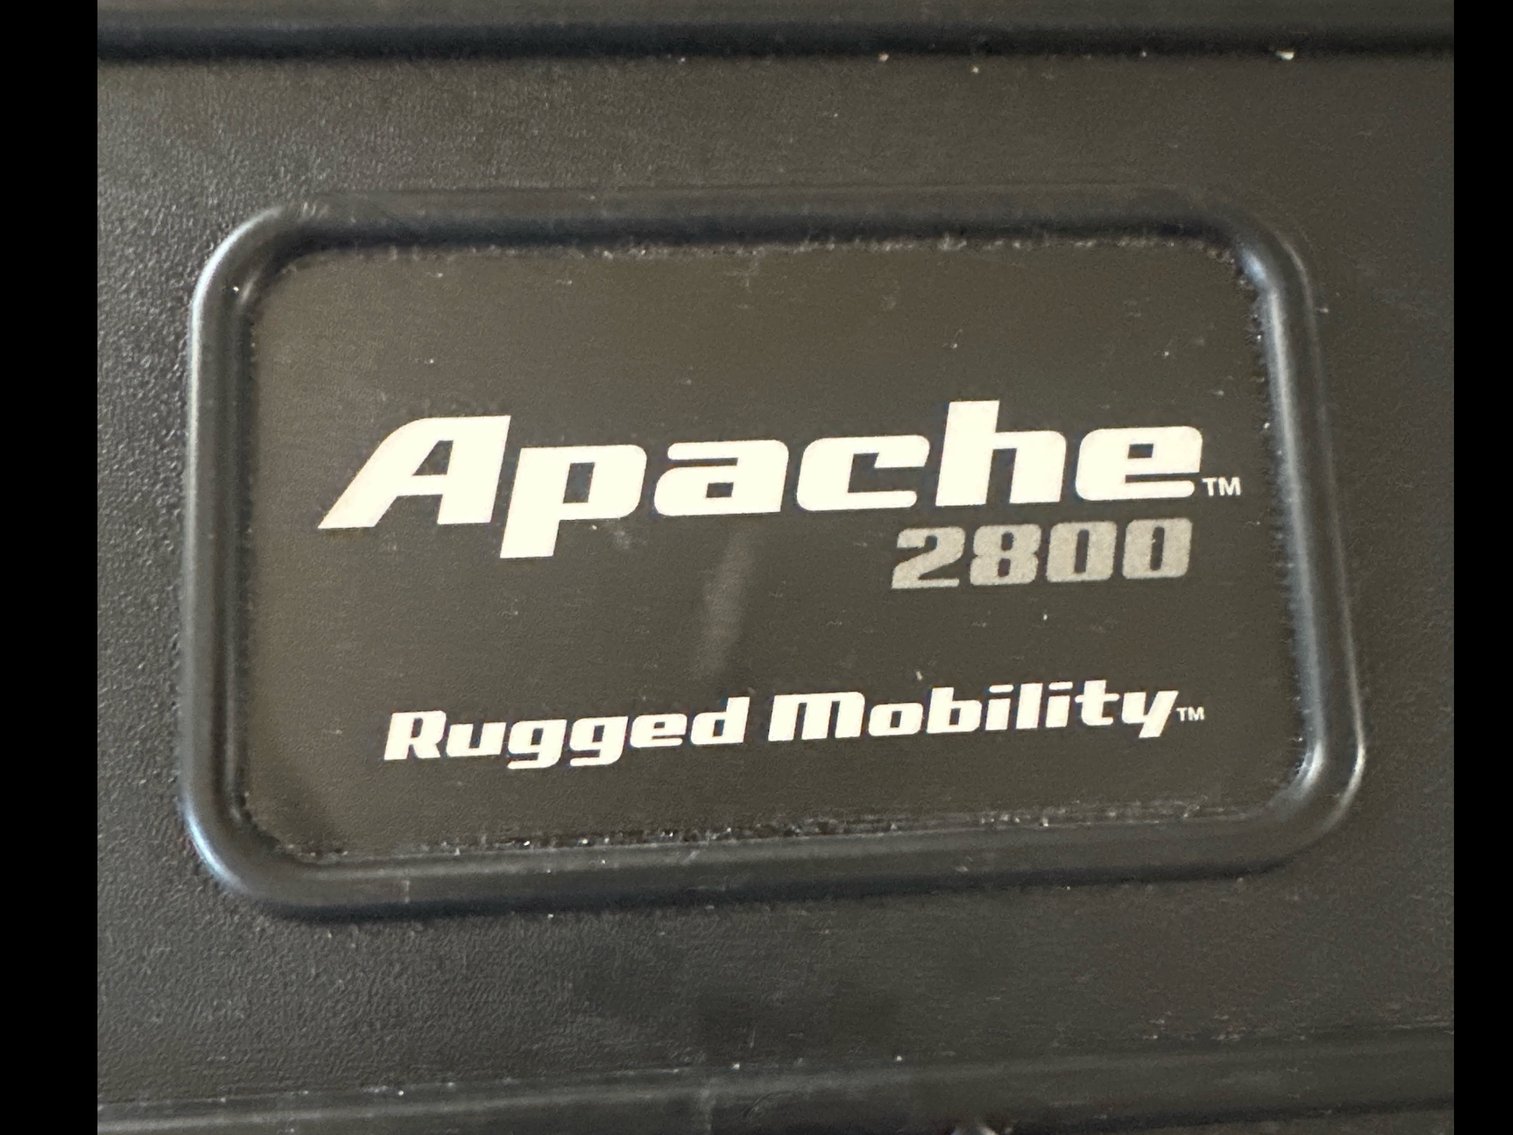 Apache™
2800
Rugged Mobility™